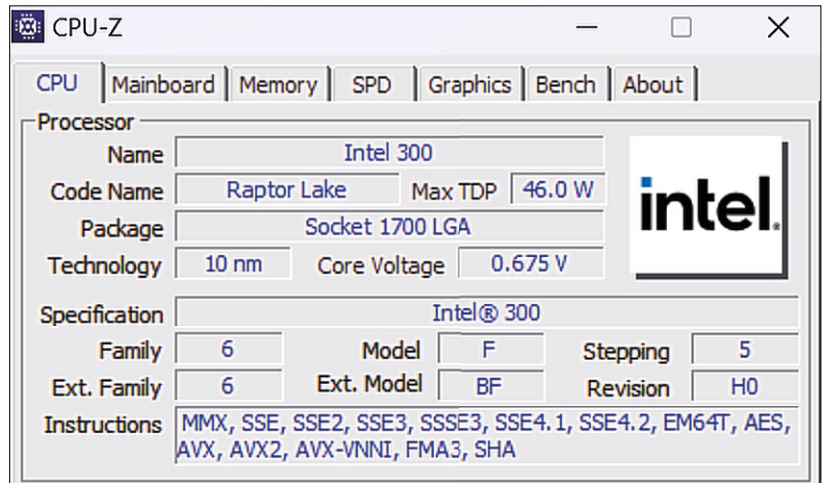 CPU-Z
CPU Mainboard Memory SPD Graphics Bench About
Processor
Name Intel 300
Code Name Raptor Lake Max TDP 46.0 W
Package Socket 1700 LGA
Technology 10 nm Core Voltage 0.675 V
intel.
Specification Intel® 300
Family 6 Model F Stepping 5
Ext. Family 6 Ext. Model BF Revision H0
Instructions MMX, SSE, SSE2, SSE3, SSSE3, SSE4.1, SSE4.2, EM64T, AES,
AVX, AVX2, AVX-VNNI, FMA3, SHA